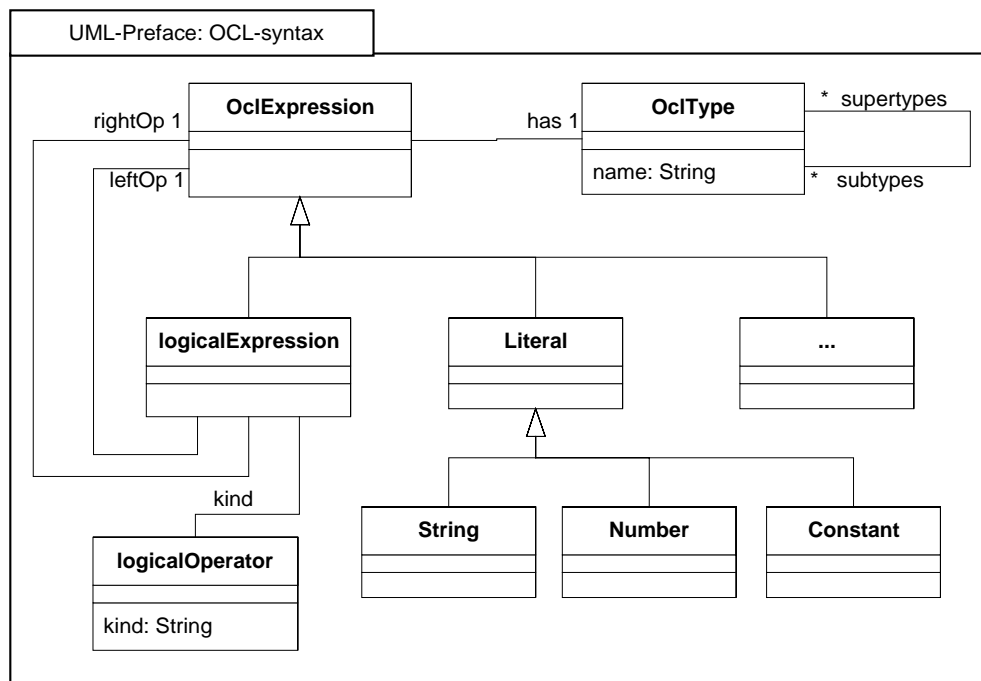 UML-Preface: OCL-syntax
OclExpression
OclType
* supertypes
rightOp 1
has 1
leftOp 1
name: String
* subtypes
logicalExpression
Literal
...
kind
String
Number
Constant
logicalOperator
kind: String